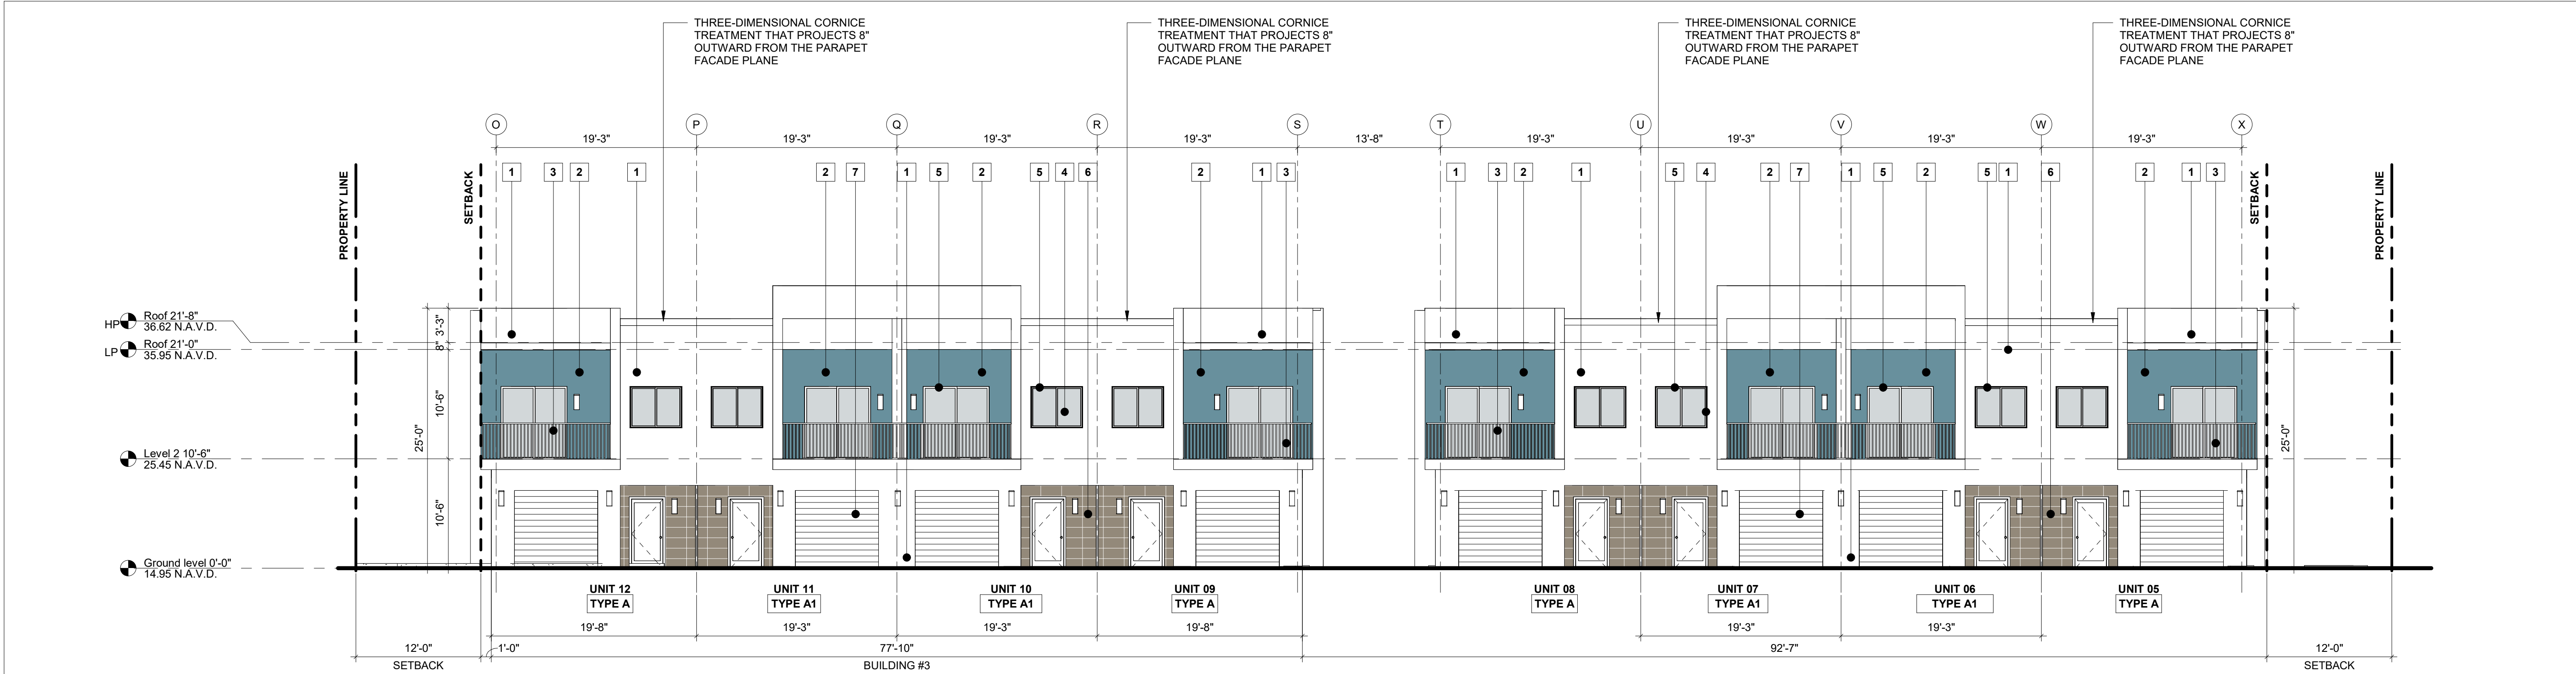 THREE-DIMENSIONAL CORNICE
TREATMENT THAT PROJECTS 8"
OUTWARD FROM THE PARAPET
FACADE PLANE
THREE-DIMENSIONAL CORNICE
TREATMENT THAT PROJECTS 8"
OUTWARD FROM THE PARAPET
FACADE PLANE
THREE-DIMENSIONAL CORNICE
TREATMENT THAT PROJECTS 8"
OUTWARD FROM THE PARAPET
FACADE PLANE
THREE-DIMENSIONAL CORNICE
TREATMENT THAT PROJECTS 8"
OUTWARD FROM THE PARAPET
FACADE PLANE
O P Q R S T U V W X
19'-3" 19'-3" 19'-3" 19'-3" 13'-8" 19'-3" 19'-3" 19'-3" 19'-3"
1 3 2 1 2 7 1 5 2 5 4 6 2 1 3 1 3 2 1 5 4 2 7 1 5 2 5 1 6 2 1 3
PROPERTY LINE
SETBACK
SETBACK
PROPERTY LINE
HP Roof 21'-8"
36.62 N.A.V.D.
LP Roof 21'-0"
35.95 N.A.V.D.
Level 2 10'-6"
25.45 N.A.V.D.
Ground level 0'-0"
14.95 N.A.V.D.
3'-3"
8"
10'-6"
10'-6"
25'-0"
25'-0"
UNIT 12 UNIT 11 UNIT 10 UNIT 09 UNIT 08 UNIT 07 UNIT 06 UNIT 05
TYPE A TYPE A1 TYPE A1 TYPE A TYPE A TYPE A1 TYPE A1 TYPE A
19'-8" 19'-3" 19'-3" 19'-8" 19'-3" 19'-3"
12'-0" 1'-0" 77'-10" 92'-7" 12'-0"
SETBACK BUILDING #3 SETBACK